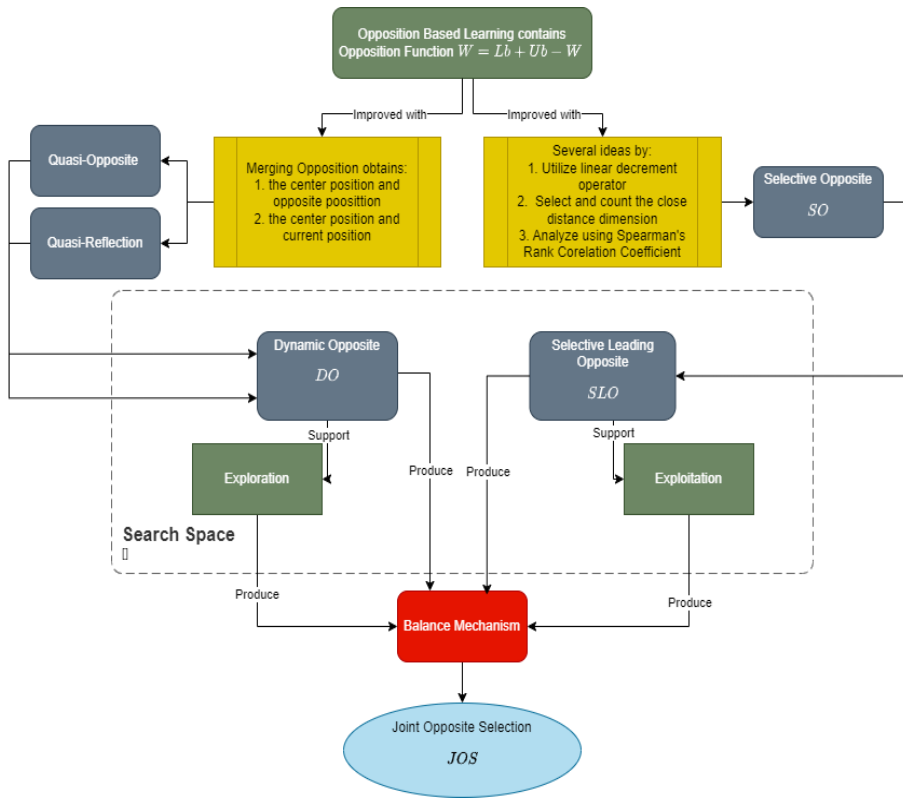 Opposition Based Learning contains
Opposition Function W = Lb + Ub − W
Improved with
Improved with
Quasi-Opposite
Quasi-Reflection
Merging Opposition obtains:
1. the center position and
opposite poosittion
2. the center position and
current position
Several ideas by:
1. Utilize linear decrement
operator
2. Select and count the close
distance dimension
3. Analyze using Spearman's
Rank Corelation Coefficient
Selective Opposite
SO
Dynamic Opposite
DO
Selective Leading
Opposite
SLO
Support
Support
Exploration
Produce
Produce
Exploitation
Search Space
Produce
Produce
Balance Mechanism
Joint Opposite Selection
JOS